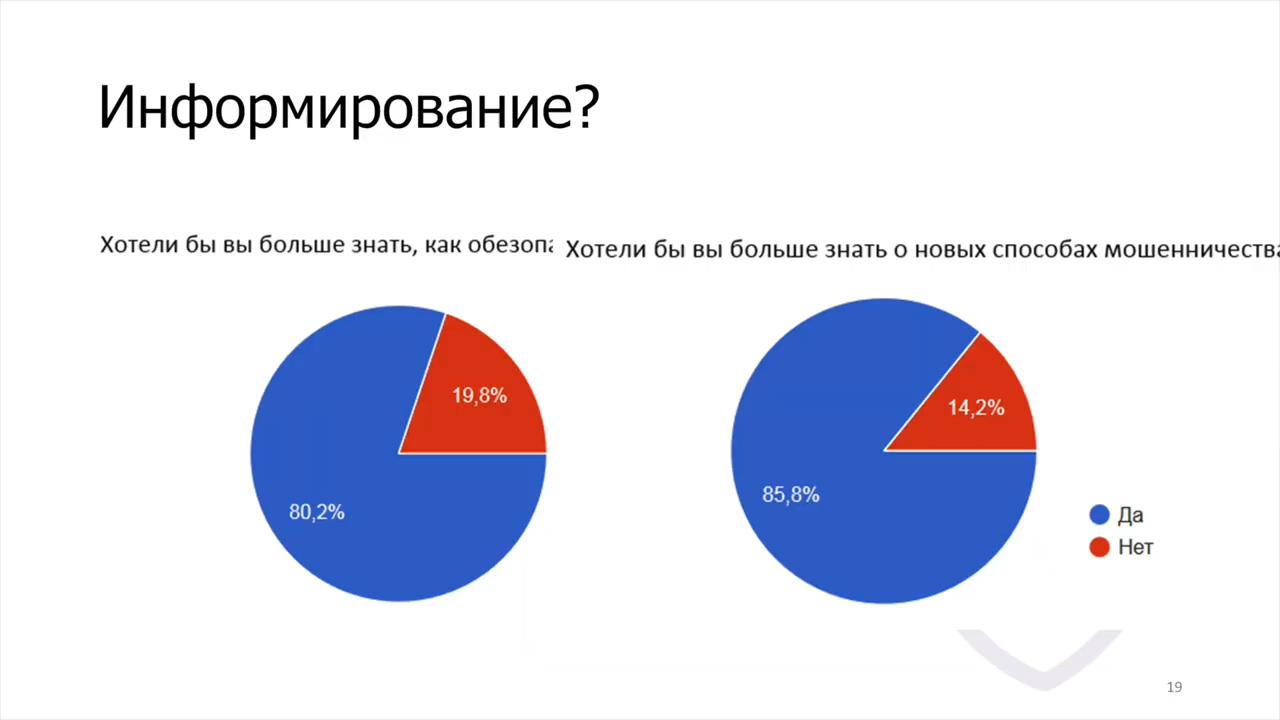 Информирование?
Хотели бы вы больше знать, как обезопа
Хотели бы вы больше знать о новых способах мошенничества
19,8%
80,2%
14,2%
85,8%
Да
Нет
19